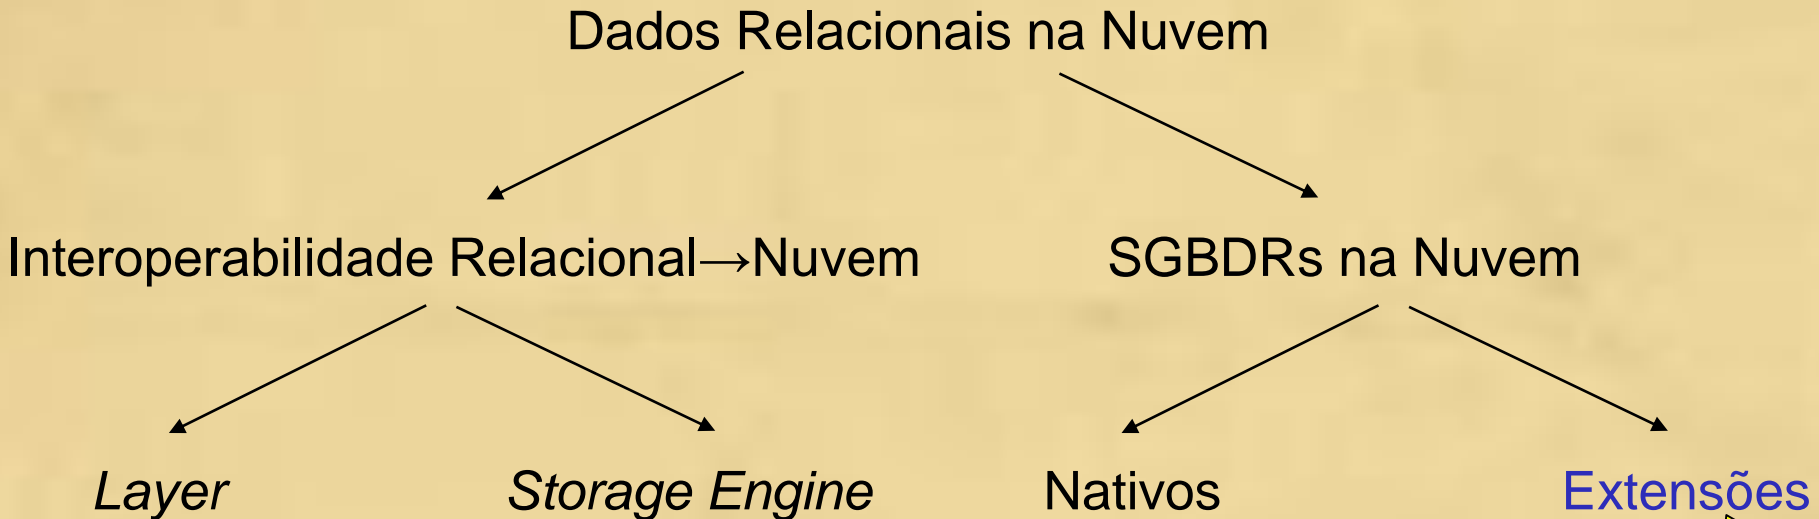 Dados Relacionais na Nuvem
Interoperabilidade Relacional→Nuvem SGBDRs na Nuvem
Layer Storage Engine Nativos Extensões